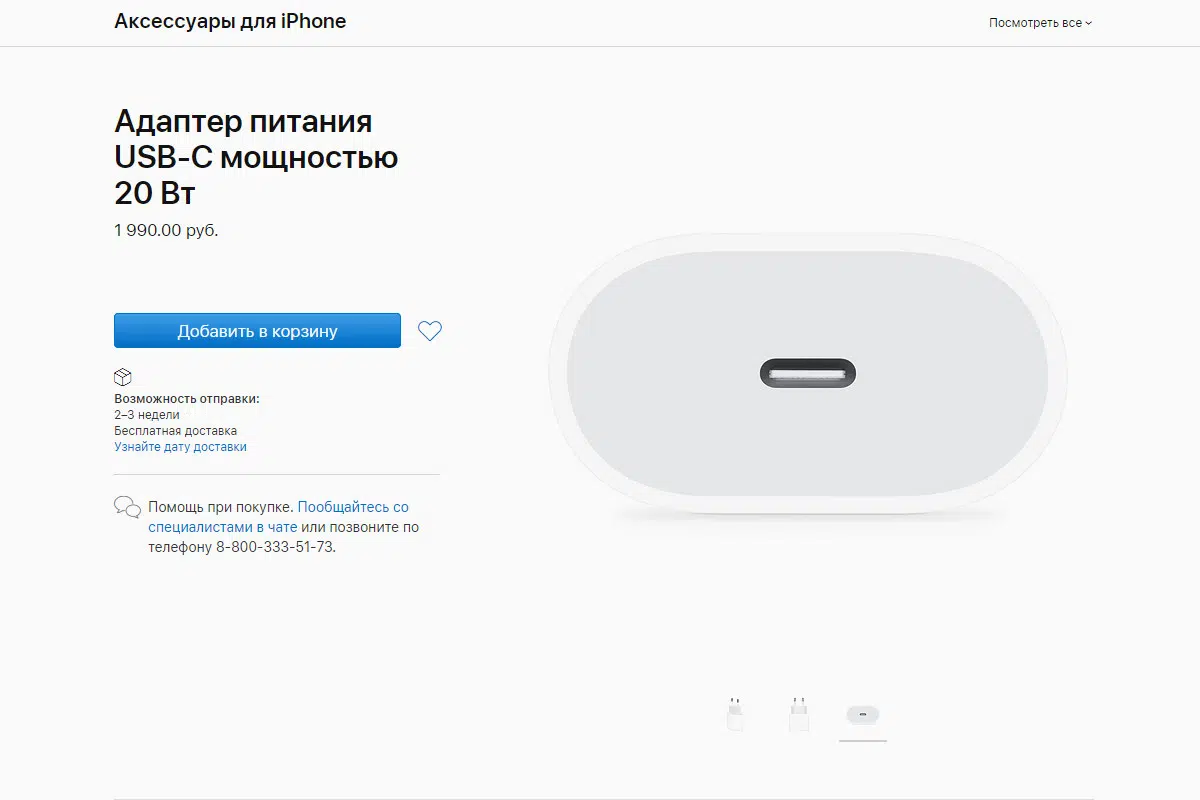 Аксессуары для iPhone
Посмотреть все
Адаптер питания
USB-C мощностью
20 Вт
1 990.00 руб.
Добавить в корзину
Возможность отправки:
2–3 недели
Бесплатная доставка
Узнайте дату доставки
Помощь при покупке. Пообщайтесь со
специалистами в чате или позвоните по
телефону 8-800-333-51-73.